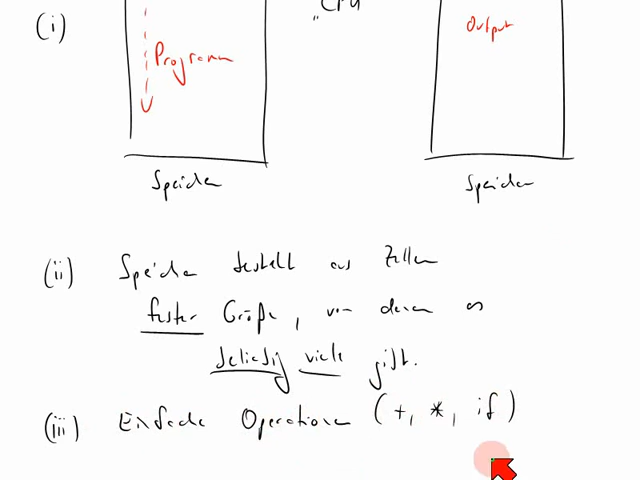 "CPU
(i) Output
Programm
Speicher Speicher
(ii) Speicher besteht aus Zellen
fester Größe, von denen es
beliebig viele gibt.
(iii) Einfache Operationen (+, *, if)